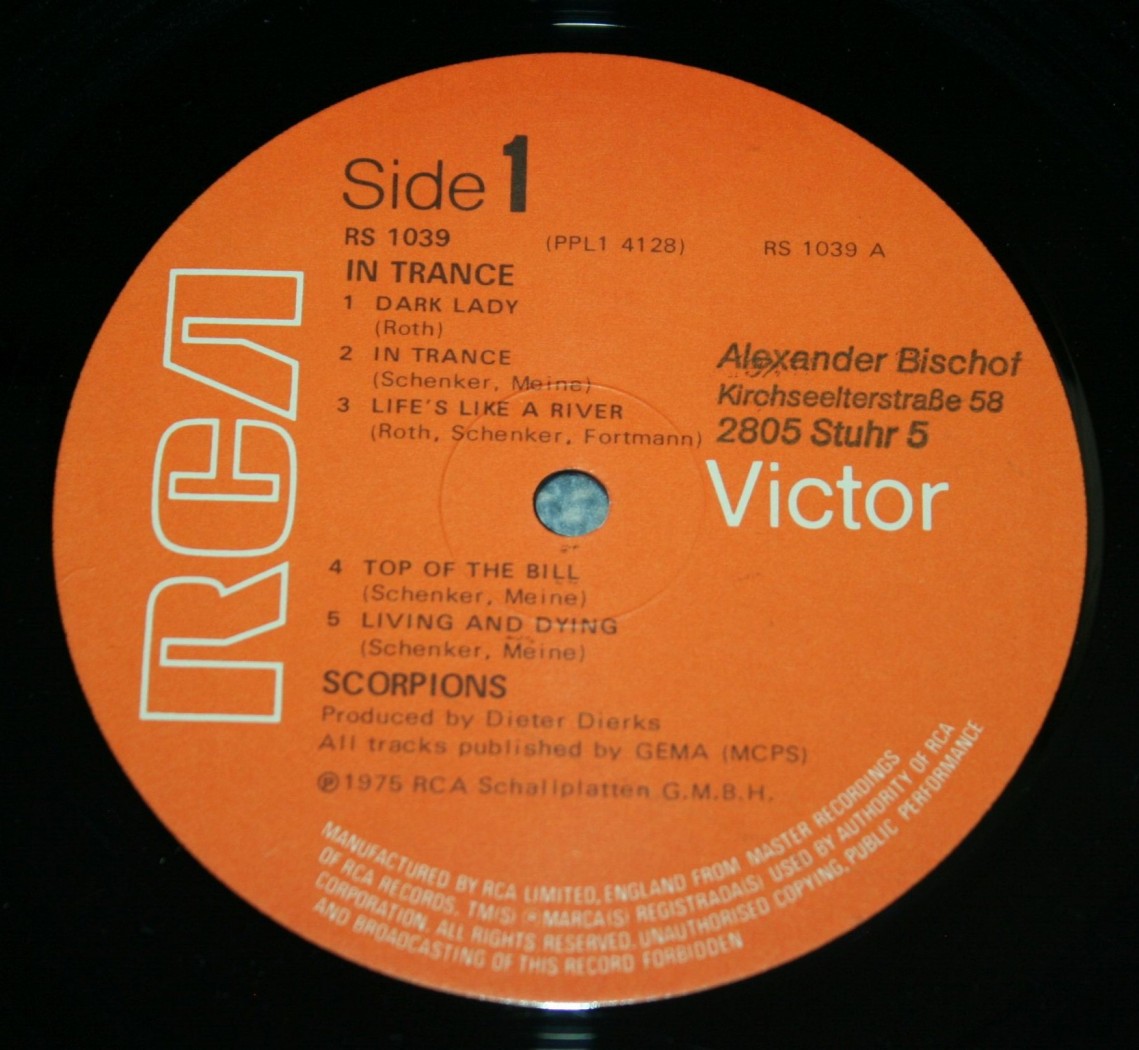 Side 1
RS 1039 (PPL1 4128) RS 1039 A
IN TRANCE
1 DARK LADY
(Roth)
2 IN TRANCE
(Schenker, Meine)
3 LIFE'S LIKE A RIVER
(Roth, Schenker, Fortmann)
Alexander Bischof
Kirchseelterstraße 58
2805 Stuhr 5
RCA
Victor
4 TOP OF THE BILL
(Schenker, Meine)
5 LIVING AND DYING
(Schenker, Meine)
SCORPIONS
Produced by Dieter Dierks
All tracks published by GEMA (MCPS)
℗1975 RCA Schallplatten G.M.B.H.
MANUFACTURED BY RCA LIMITED, ENGLAND FROM MASTER RECORDINGS
OF RCA RECORDS. TM(S) ® MARCA(S) REGISTRADA(S) USED BY AUTHORITY OF RCA
CORPORATION. ALL RIGHTS RESERVED. UNAUTHORISED COPYING, PUBLIC PERFORMANCE
AND BROADCASTING OF THIS RECORD FORBIDDEN